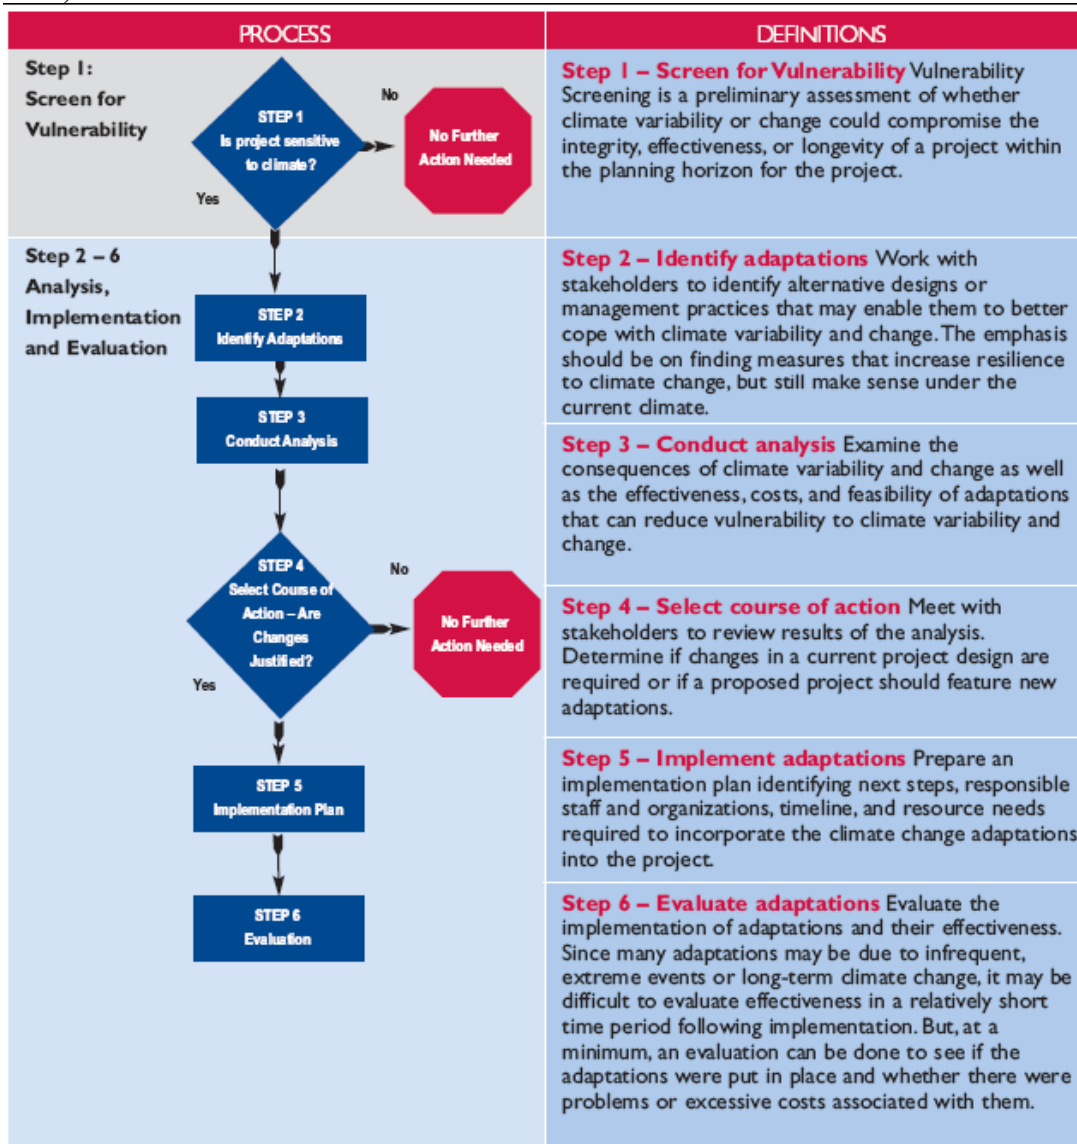 PROCESS
DEFINITIONS
Step 1:
Screen for
Vulnerability
STEP 1
Is project sensitive
to climate?
No
No Further
Action Needed
Yes
Step 1 – Screen for Vulnerability Vulnerability
Screening is a preliminary assessment of whether
climate variability or change could compromise the
integrity, effectiveness, or longevity of a project within
the planning horizon for the project.
Step 2 – 6
Analysis,
Implementation
and Evaluation
STEP 2
Identify Adaptations
Step 2 – Identify adaptations Work with
stakeholders to identify alternative designs or
management practices that may enable them to better
cope with climate variability and change. The emphasis
should be on finding measures that increase resilience
to climate change, but still make sense under the
current climate.
STEP 3
Conduct Analysis
Step 3 – Conduct analysis Examine the
consequences of climate variability and change as well
as the effectiveness, costs, and feasibility of adaptations
that can reduce vulnerability to climate variability and
change.
STEP 4
Select Course of
Action – Are
Changes
Justified?
No
No Further
Action Needed
Yes
Step 4 – Select course of action Meet with
stakeholders to review results of the analysis.
Determine if changes in a current project design are
required or if a proposed project should feature new
adaptations.
STEP 5
Implementation Plan
Step 5 – Implement adaptations Prepare an
implementation plan identifying next steps, responsible
staff and organizations, timeline, and resource needs
required to incorporate the climate change adaptations
into the project.
STEP 6
Evaluation
Step 6 – Evaluate adaptations Evaluate the
implementation of adaptations and their effectiveness.
Since many adaptations may be due to infrequent,
extreme events or long-term climate change, it may be
difficult to evaluate effectiveness in a relatively short
time period following implementation. But, at a
minimum, an evaluation can be done to see if the
adaptations were put in place and whether there were
problems or excessive costs associated with them.